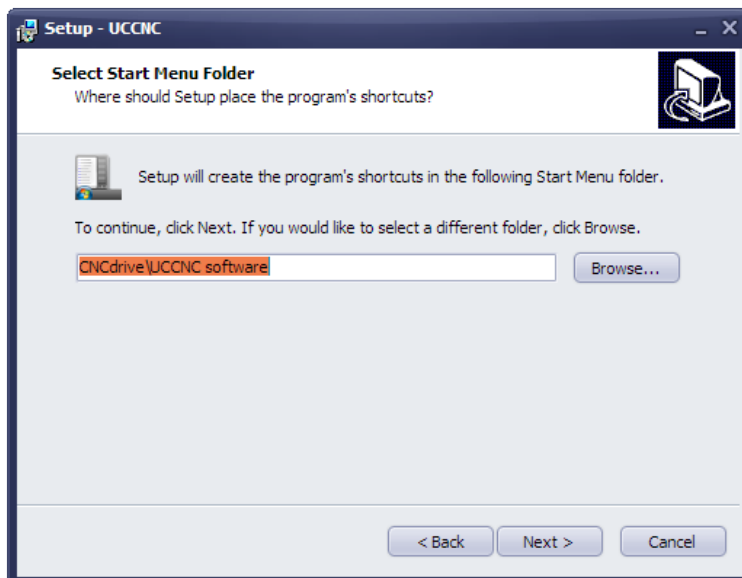 Setup - UCCNC
Select Start Menu Folder
Where should Setup place the program's shortcuts?
Setup will create the program's shortcuts in the following Start Menu folder.
To continue, click Next. If you would like to select a different folder, click Browse.
CNCdrive\UCCNC software
Browse...
< Back
Next >
Cancel